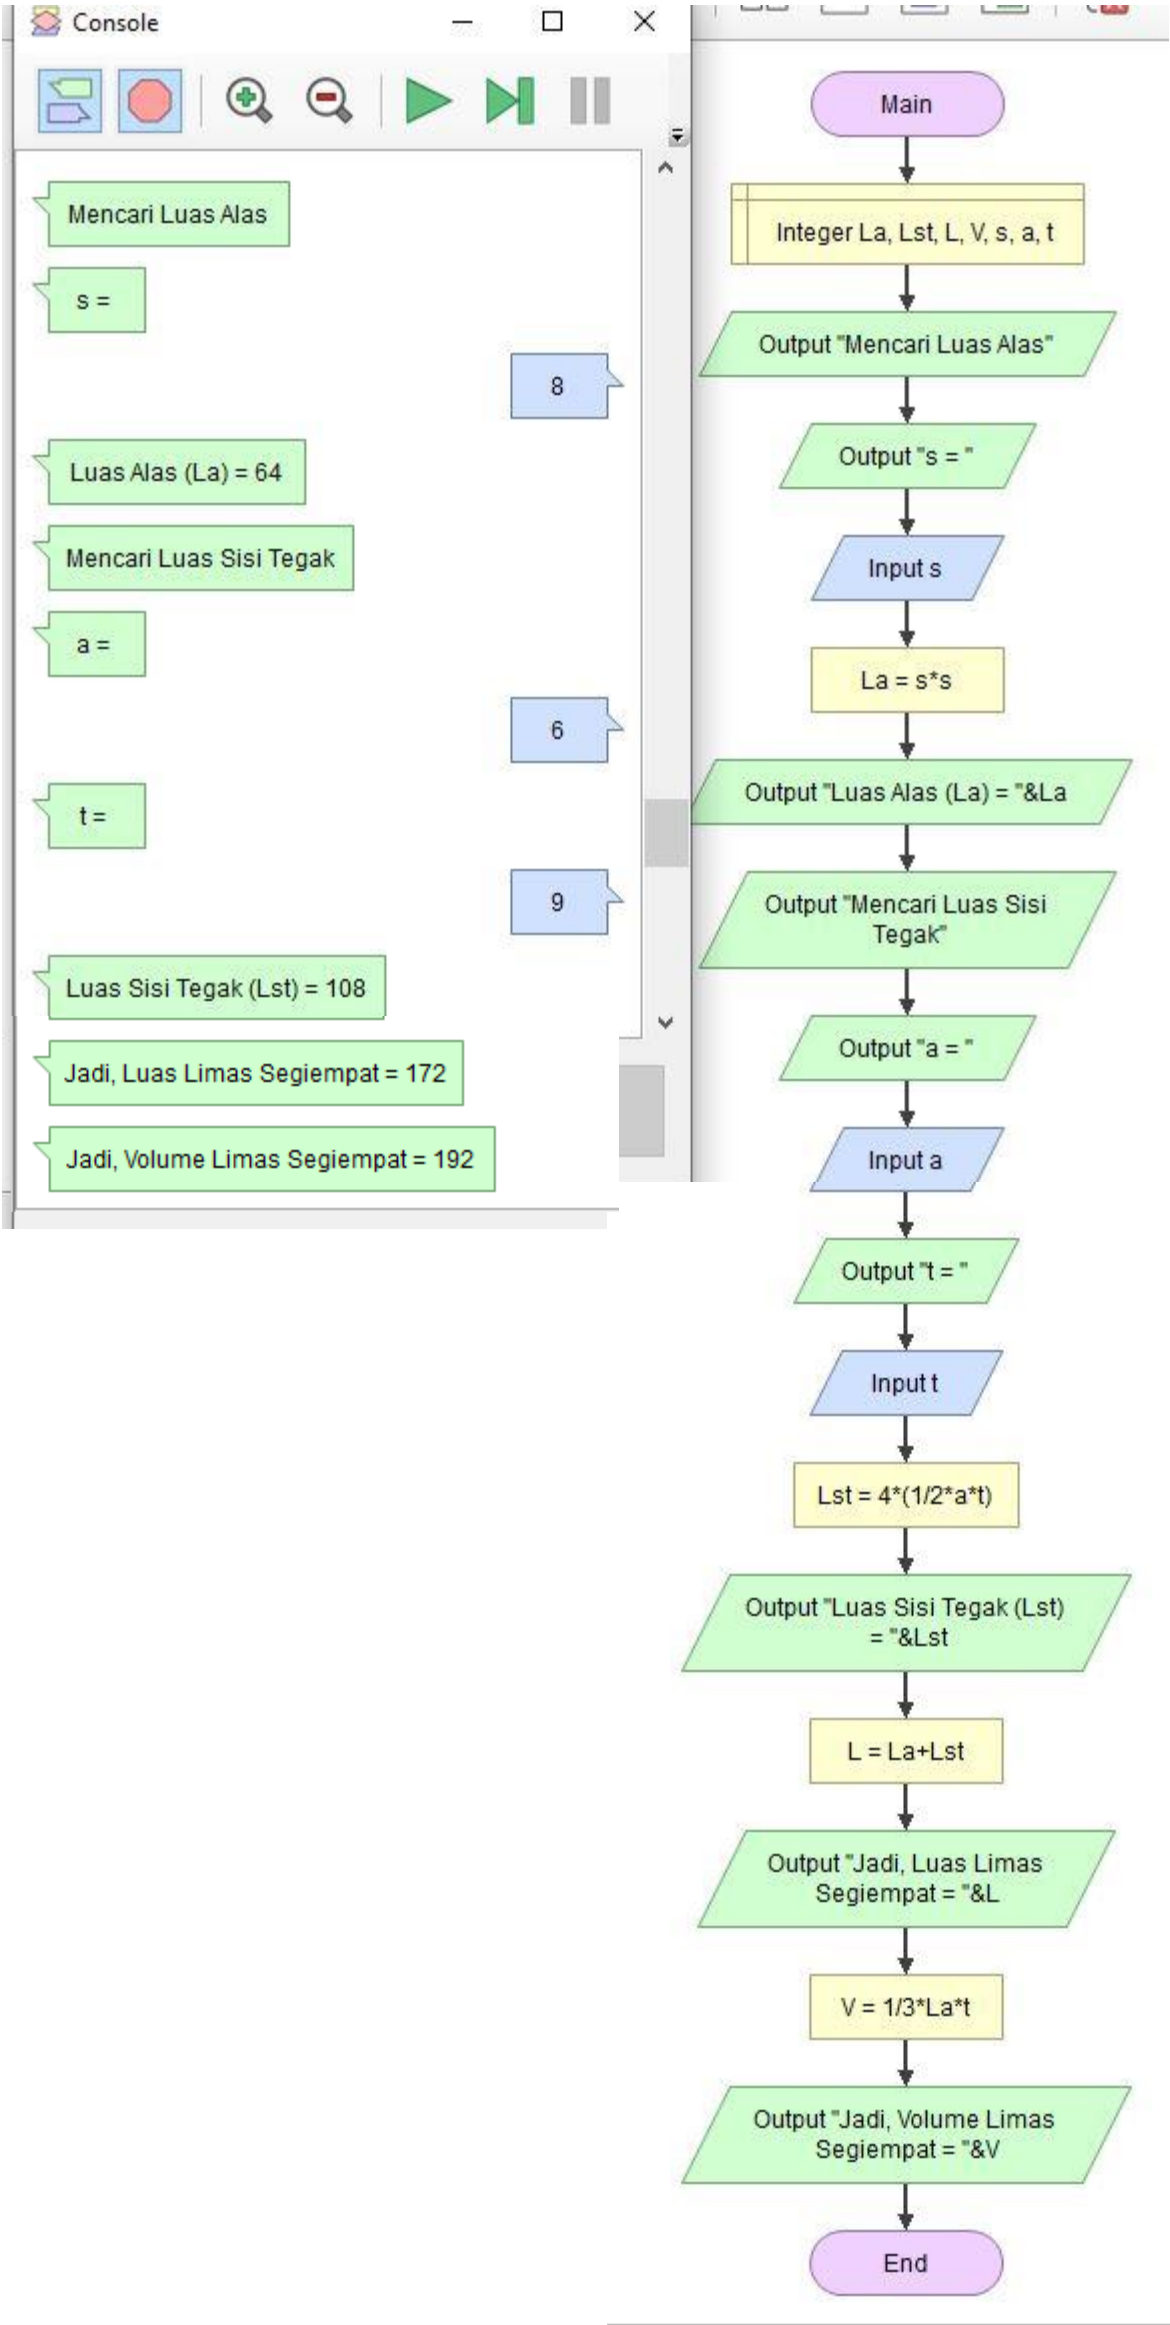 Console
Mencari Luas Alas
s =
8
Luas Alas (La) = 64
Mencari Luas Sisi Tegak
a =
6
t =
9
Luas Sisi Tegak (Lst) = 108
Jadi, Luas Limas Segiempat = 172
Jadi, Volume Limas Segiempat = 192
Main
Integer La, Lst, L, V, s, a, t
Output "Mencari Luas Alas"
Output "s = "
Input s
La = s*s
Output "Luas Alas (La) = "&La
Output "Mencari Luas Sisi
Tegak"
Output "a = "
Input a
Output "t = "
Input t
Lst = 4*(1/2*a*t)
Output "Luas Sisi Tegak (Lst)
= "&Lst
L = La+Lst
Output "Jadi, Luas Limas
Segiempat = "&L
V = 1/3*La*t
Output "Jadi, Volume Limas
Segiempat = "&V
End